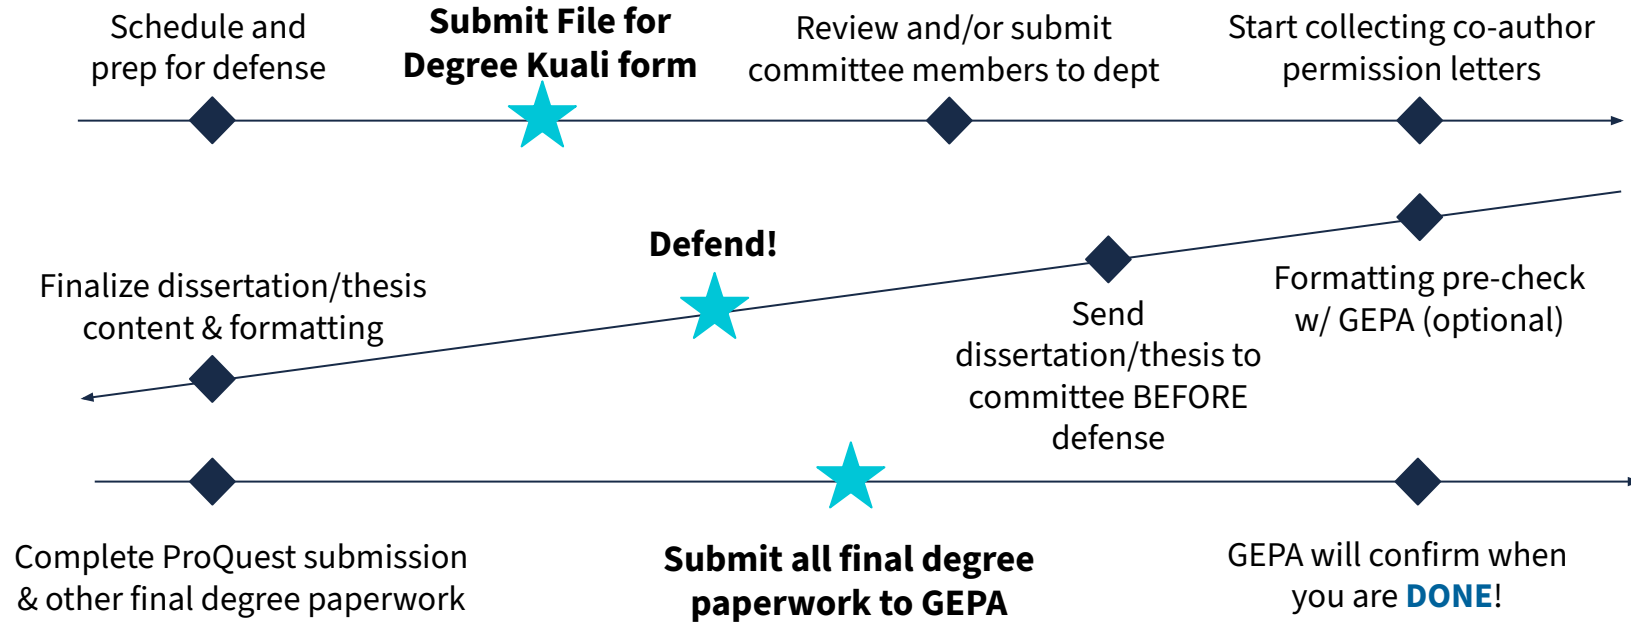 Schedule and
prep for defense
Submit File for
Degree Kuali form
Review and/or submit
committee members to dept
Start collecting co-author
permission letters
Formatting pre-check
w/ GEPA (optional)
Send
dissertation/thesis to
committee BEFORE
defense
Defend!
Finalize dissertation/thesis
content & formatting
Complete ProQuest submission
& other final degree paperwork
Submit all final degree
paperwork to GEPA
GEPA will confirm when
you are DONE!